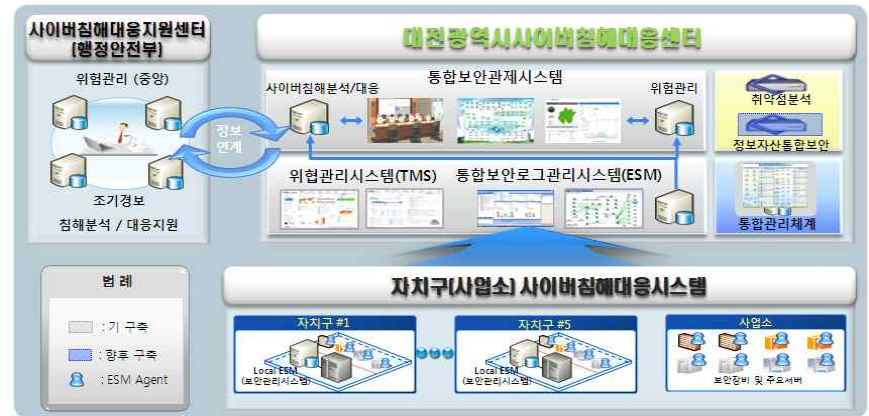 사이버침해대응지원센터
(행정안전부)
위험관리 (중앙)
조기경보
침해분석 / 대응지원
정보
연계
대전광역시사이버침해대응센터
통합보안관제시스템
사이버침해분석/대응
위험관리
취약점분석
정보자산통합보안
위험관리시스템(TMS)
통합보안로그관리시스템(ESM)
통합관리체계
범 례
: 기 구축
: 향후 구축
: ESM Agent
자치구(사업소) 사이버침해대응시스템
자치구 #1
Local ESM
(보안관리시스템)
자치구 #5
Local ESM
(보안관리시스템)
사업소
보안장비 및 주요서버